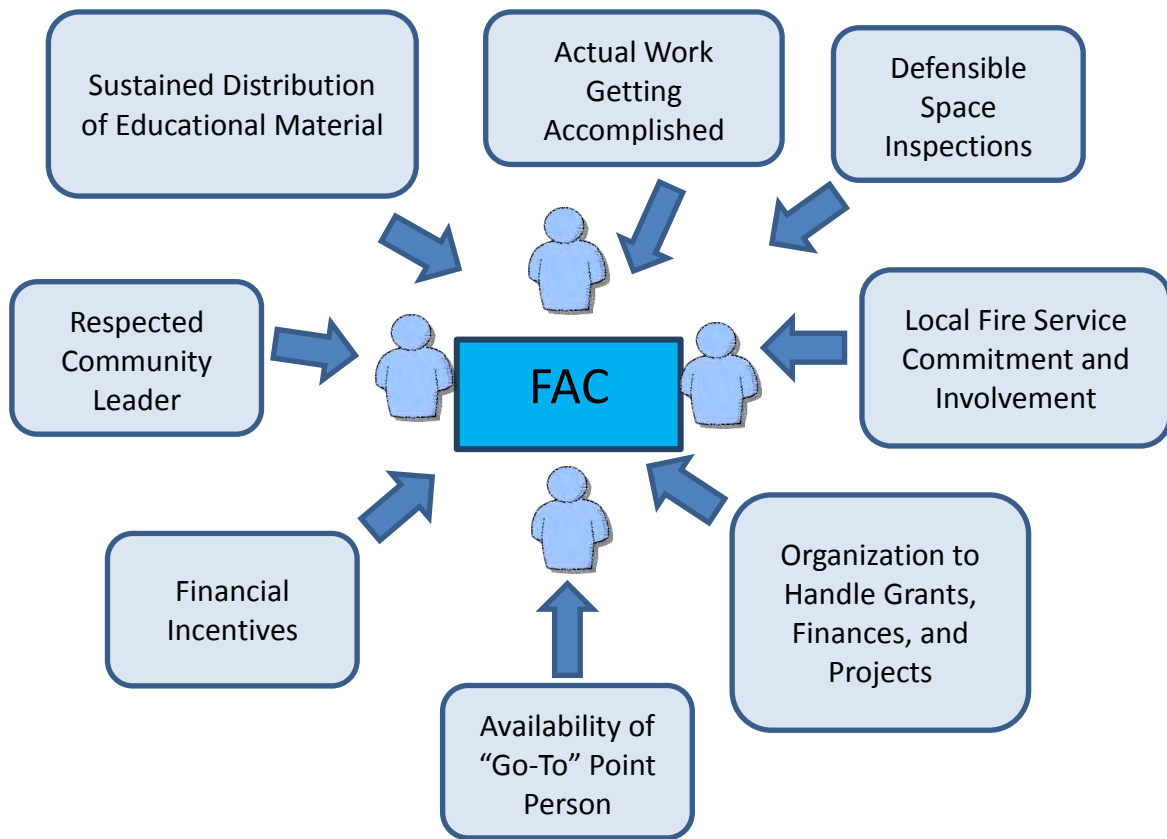 Sustained Distribution
of Educational Material
Actual Work
Getting
Accomplished
Defensible
Space
Inspections
Respected
Community
Leader
FAC
Local Fire Service
Commitment and
Involvement
Financial
Incentives
Availability of
“Go-To” Point
Person
Organization to
Handle Grants,
Finances, and
Projects